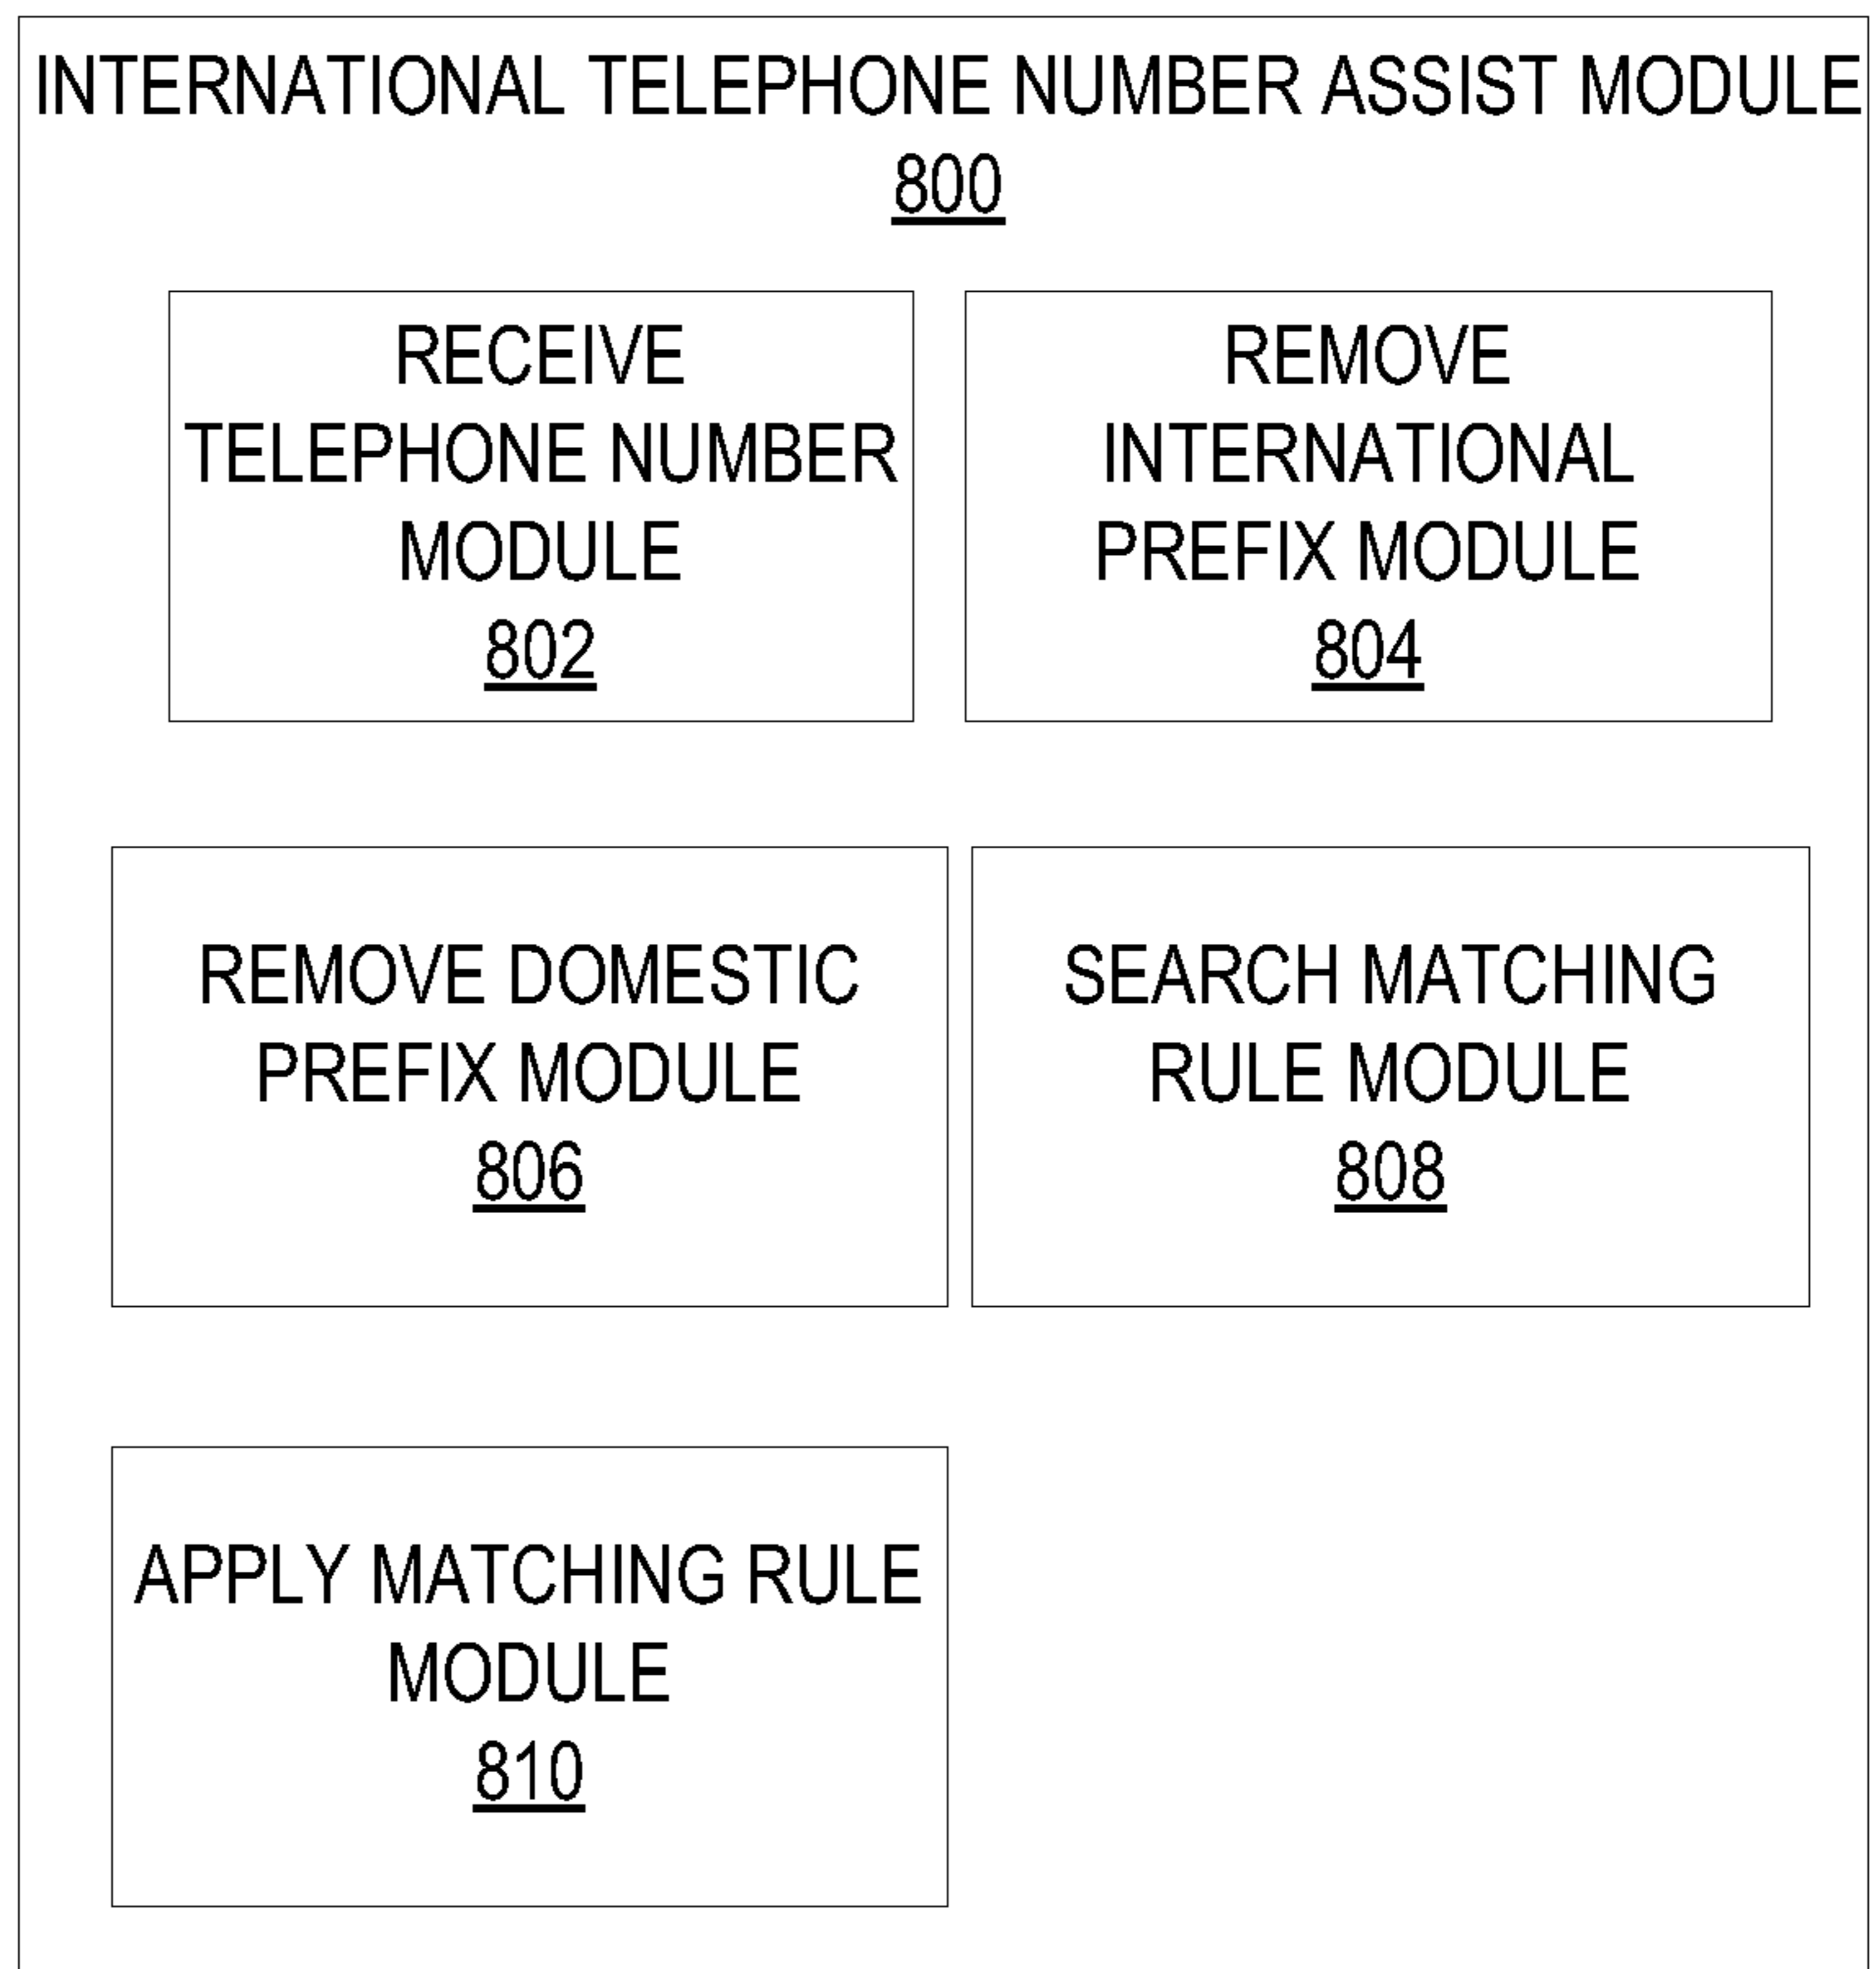 INTERNATIONAL TELEPHONE NUMBER ASSIST MODULE
800
RECEIVE
TELEPHONE NUMBER
MODULE
802
REMOVE
INTERNATIONAL
PREFIX MODULE
804
REMOVE DOMESTIC
PREFIX MODULE
806
SEARCH MATCHING
RULE MODULE
808
APPLY MATCHING RULE
MODULE
810